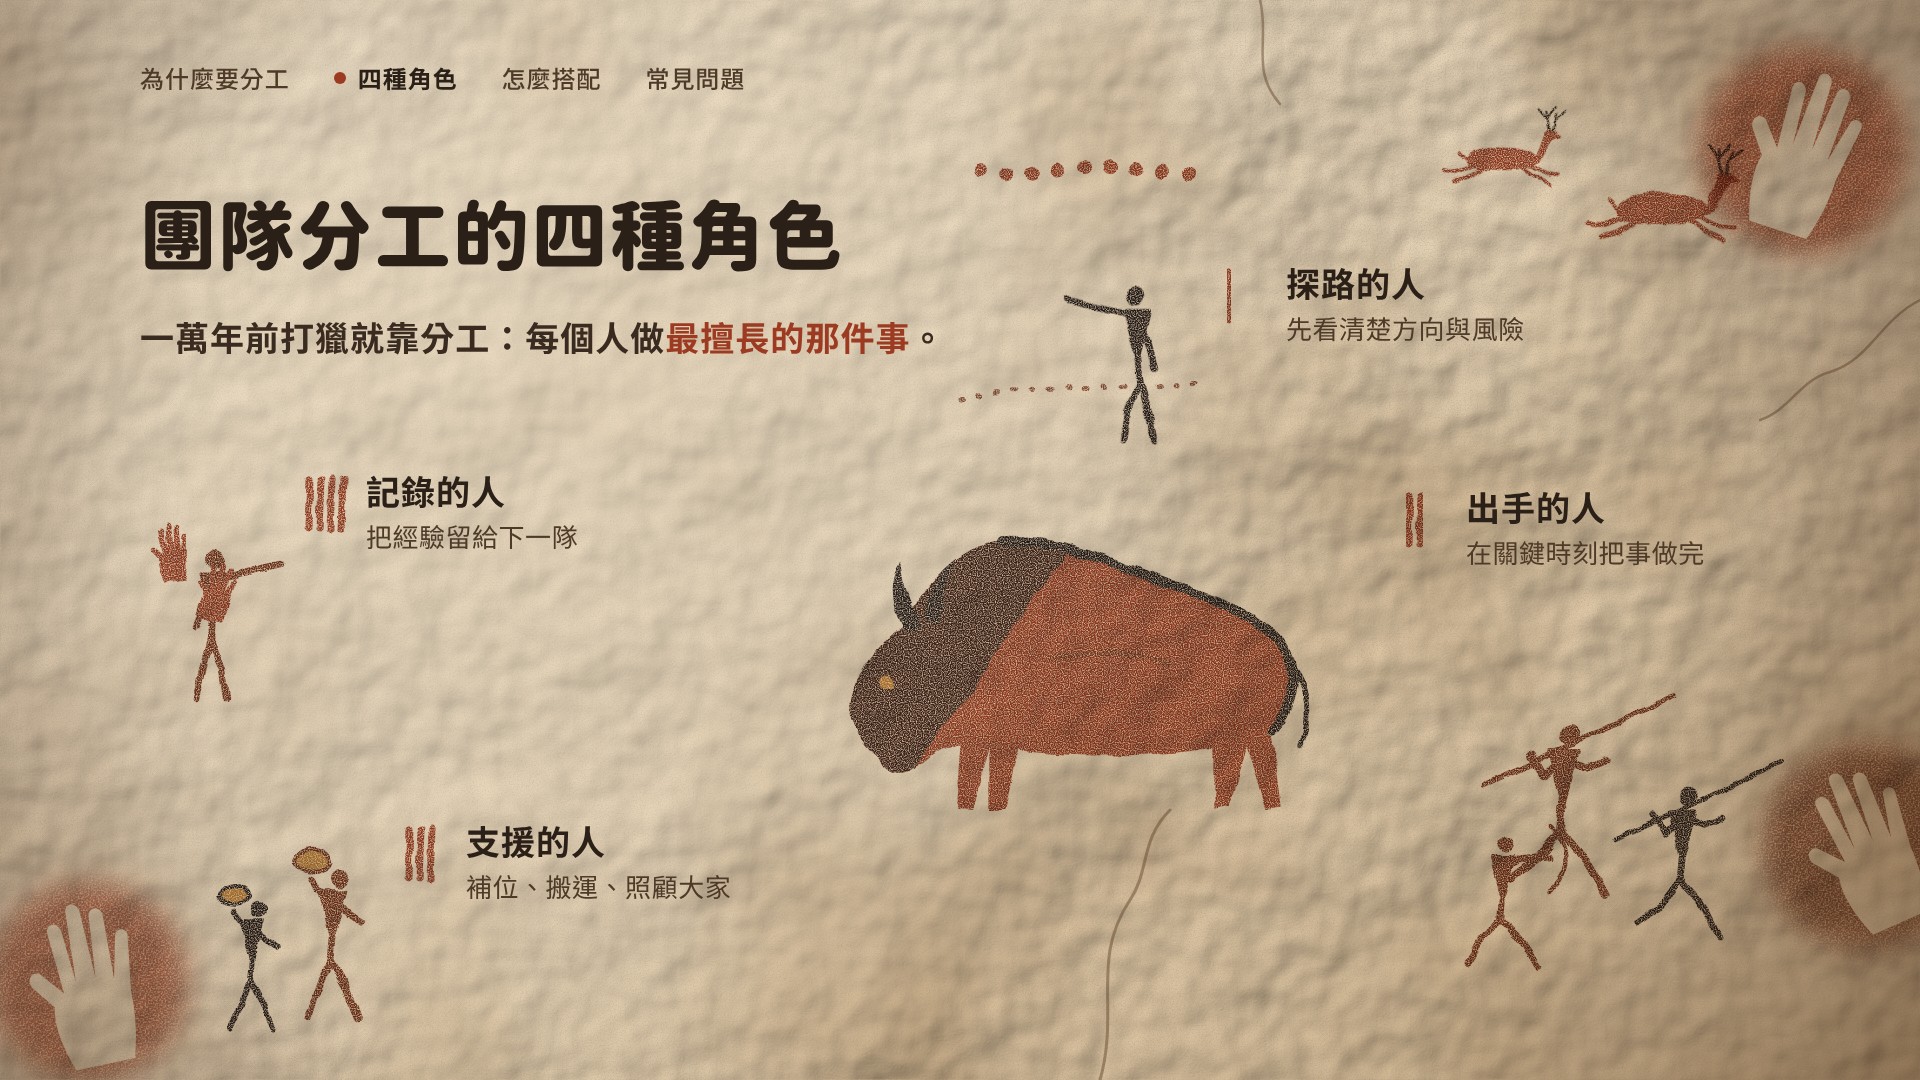 為什麼要分工
四種角色
怎麼搭配
常見問題
團隊分工的四種角色
一萬年前打獵就靠分工：每個人做最擅長的那件事。
探路的人
先看清楚方向與風險
出手的人
在關鍵時刻把事做完
支援的人
補位、搬運、照顧大家
記錄的人
把經驗留給下一隊